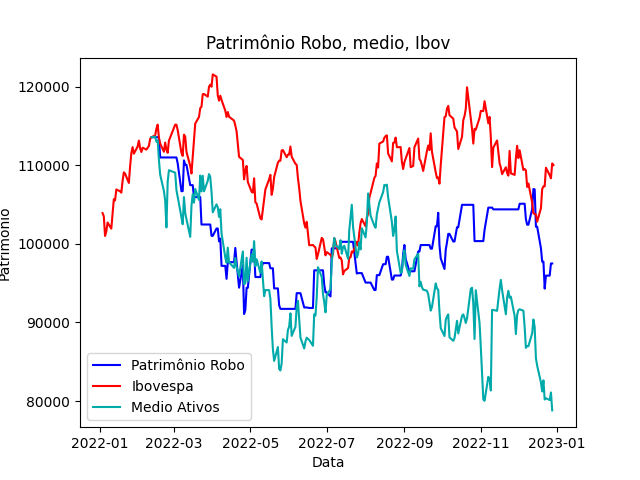 Patrimônio Robo, medio, Ibov
120000
110000
100000
90000
80000
Patrimonio
Patrimônio Robo
Ibovespa
Medio Ativos
2022-01 2022-03 2022-05 2022-07 2022-09 2022-11 2023-01
Data